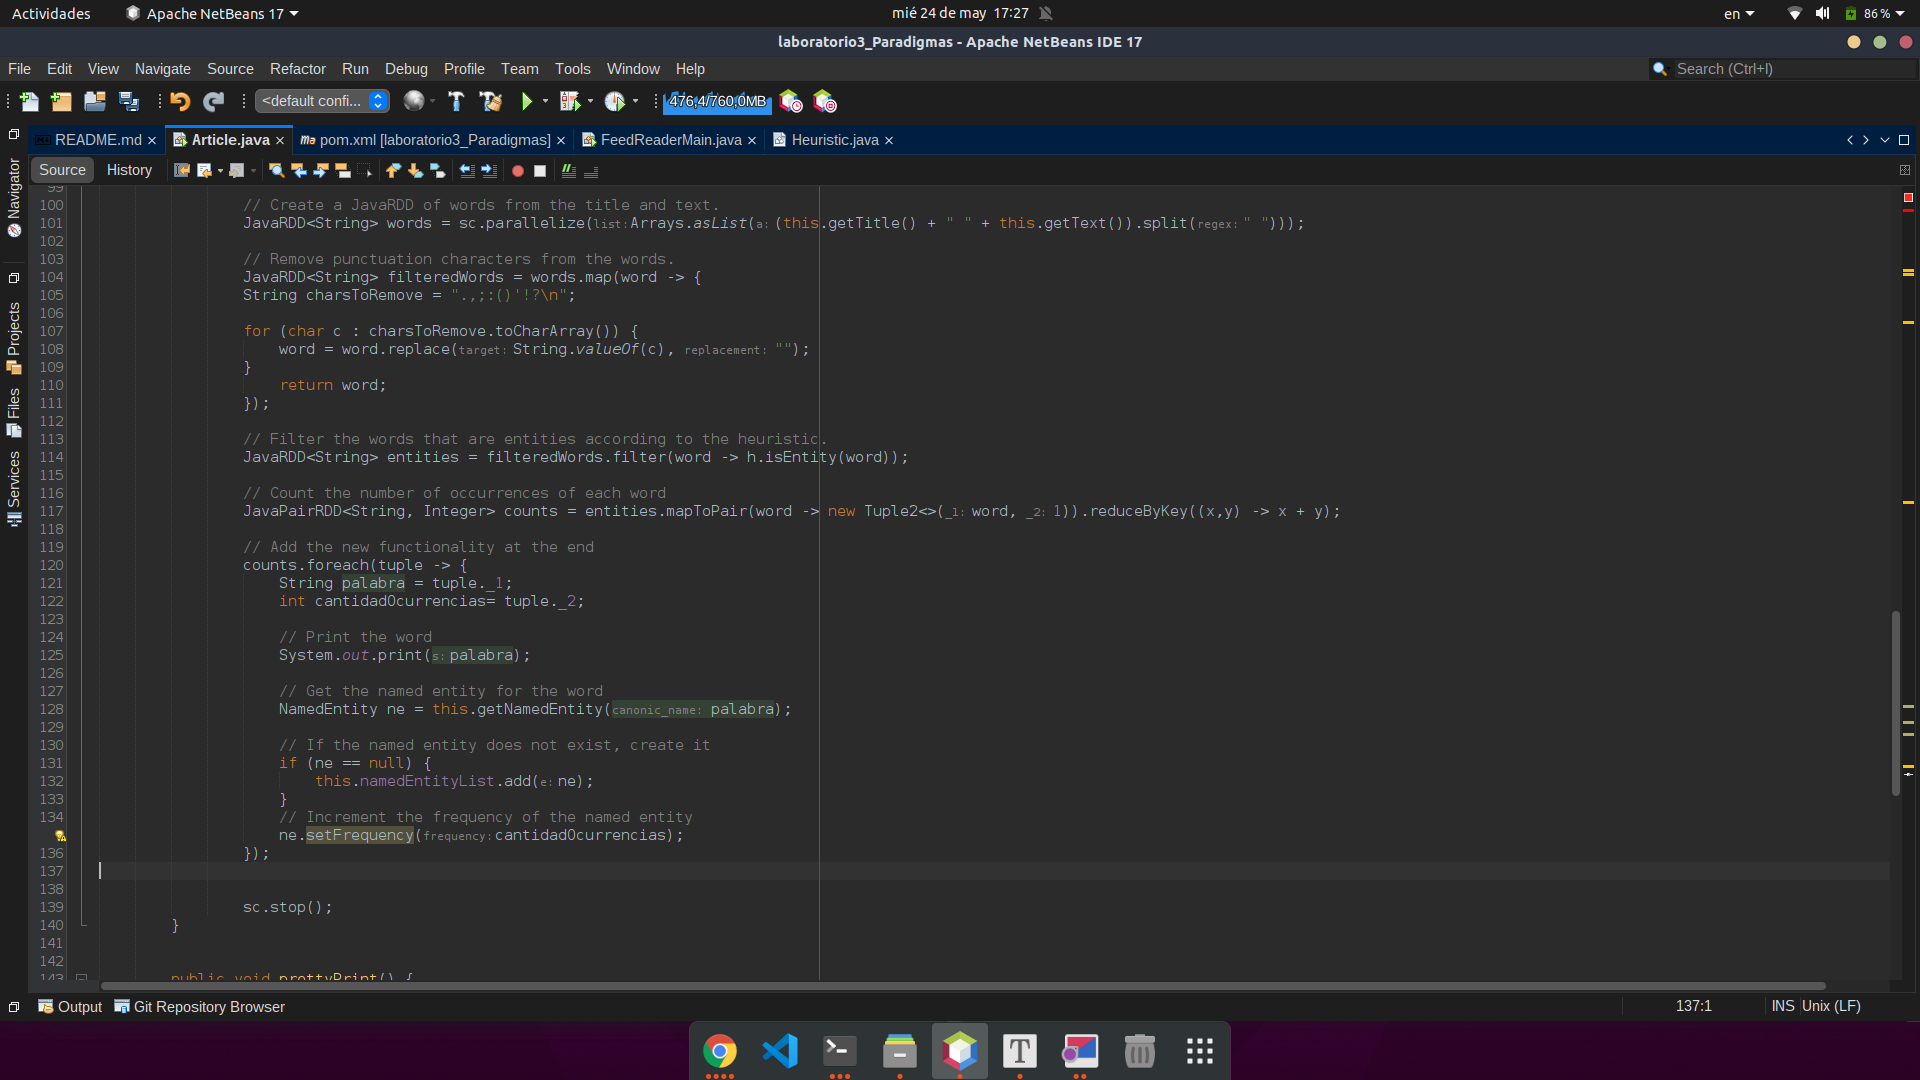 Actividades
Apache NetBeans 17
mié 24 de may 17:27
en
86 %
laboratorio3_Paradigmas - Apache NetBeans IDE 17
File Edit View Navigate Source Refactor Run Debug Profile Team Tools Window Help
Search (Ctrl+I)
<default confi...
476,4/760,0MB
README.md
Article.java
pom.xml [laboratorio3_Paradigmas]
FeedReaderMain.java
Heuristic.java
Source History
Navigator
Projects
Files
Services
99
100 // Create a JavaRDD of words from the title and text.
101 JavaRDD<String> words = sc.parallelize(list:Arrays.asList(a:(this.getTitle() + " " + this.getText()).split(regex:" ")));
102
103 // Remove punctuation characters from the words.
104 JavaRDD<String> filteredWords = words.map(word -> {
105 String charsToRemove = ".,;:()'!?\n";
106
107 for (char c : charsToRemove.toCharArray()) {
108 word = word.replace(target:String.valueOf(c), replacement:"");
109 }
110 return word;
111 });
112
113 // Filter the words that are entities according to the heuristic.
114 JavaRDD<String> entities = filteredWords.filter(word -> h.isEntity(word));
115
116 // Count the number of occurrences of each word
117 JavaPairRDD<String, Integer> counts = entities.mapToPair(word -> new Tuple2<>(_1:word, _2:1)).reduceByKey((x,y) -> x + y);
118
119 // Add the new functionality at the end
120 counts.foreach(tuple -> {
121 String palabra = tuple._1;
122 int cantidadOcurrencias= tuple._2;
123
124 // Print the word
125 System.out.print(s:palabra);
126
127 // Get the named entity for the word
128 NamedEntity ne = this.getNamedEntity(canonic_name:palabra);
129
130 // If the named entity does not exist, create it
131 if (ne == null) {
132 this.namedEntityList.add(e:ne);
133 }
134 // Increment the frequency of the named entity
ne.setFrequency(frequency:cantidadOcurrencias);
136 });
137
138
139 sc.stop();
140 }
141
142
143 public void prettyPrint() {
Output
Git Repository Browser
137:1
INS
Unix (LF)